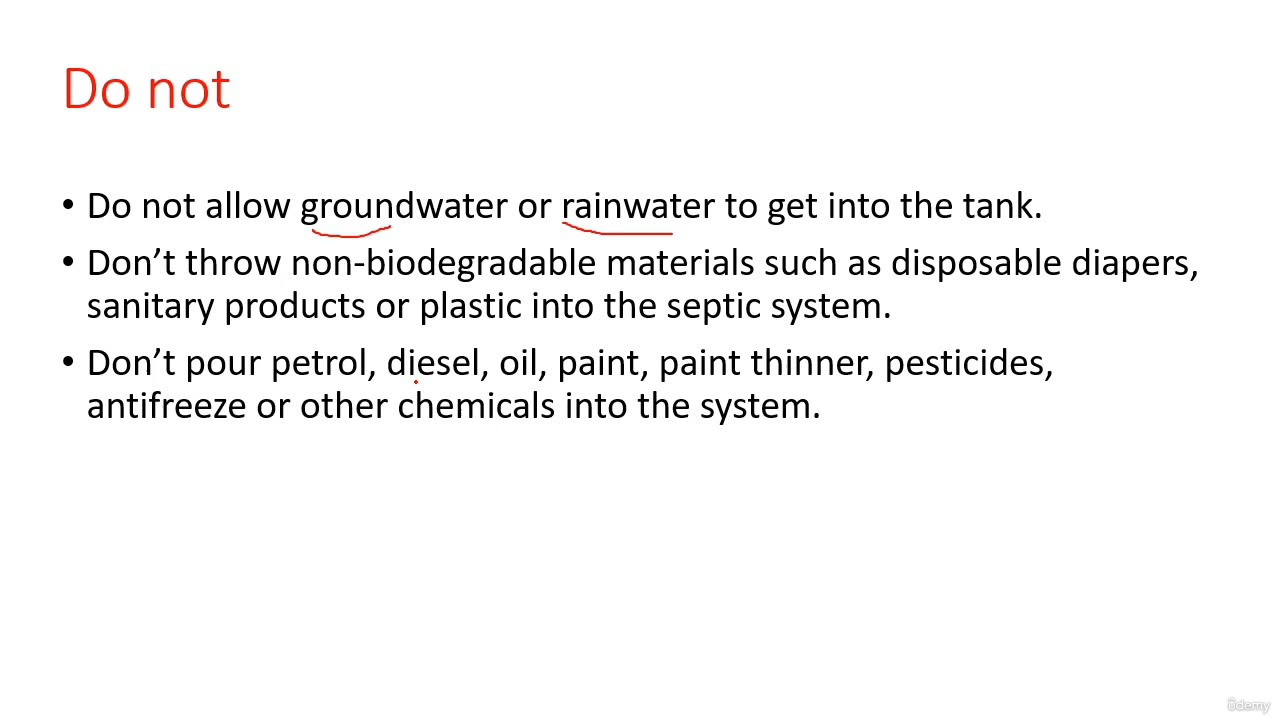 Do not
• Do not allow groundwater or rainwater to get into the tank.
• Don’t throw non-biodegradable materials such as disposable diapers,
sanitary products or plastic into the septic system.
• Don’t pour petrol, diesel, oil, paint, paint thinner, pesticides,
antifreeze or other chemicals into the system.
ûdemy